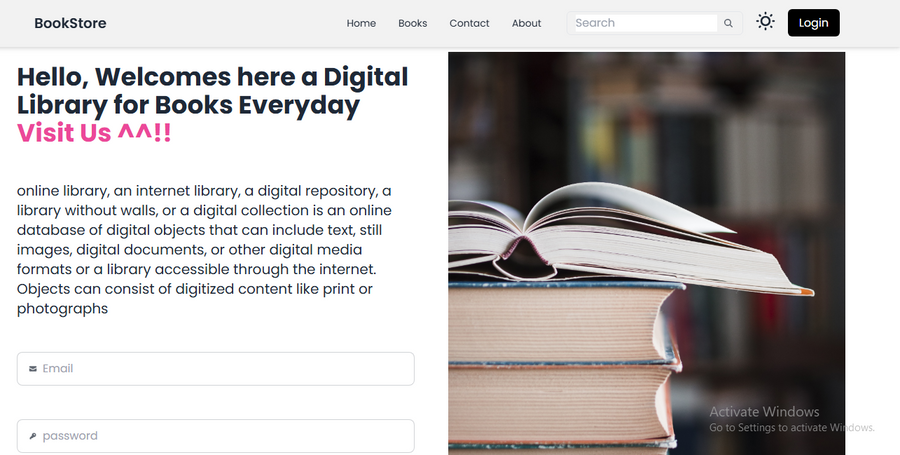 BookStore
Home Books Contact About Search Login
Hello, Welcomes here a Digital
Library for Books Everyday
Visit Us ^^!!
online library, an internet library, a digital repository, a
library without walls, or a digital collection is an online
database of digital objects that can include text, still
images, digital documents, or other digital media
formats or a library accessible through the internet.
Objects can consist of digitized content like print or
photographs
Email
password
Activate Windows
Go to Settings to activate Windows.